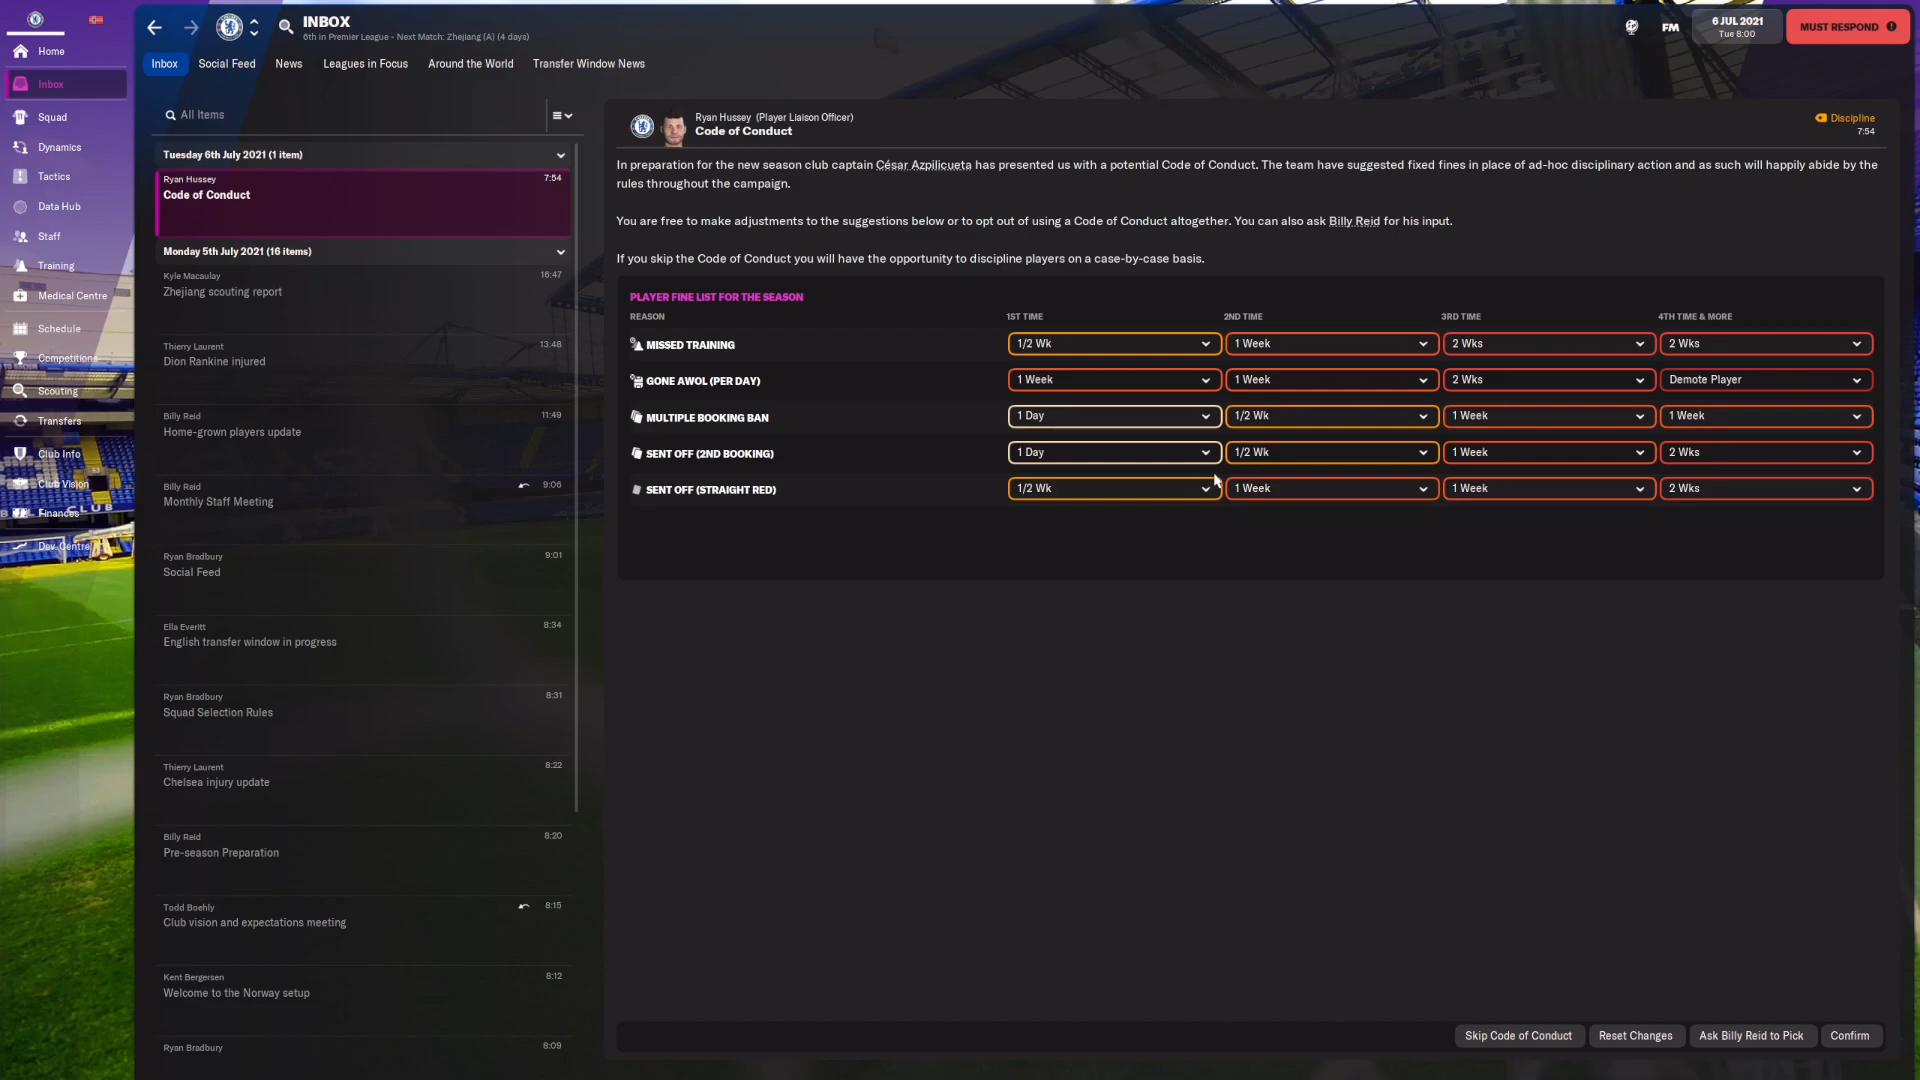 INBOX
6th in Premier League - Next Match: Zhejiang (A) (4 days)
FM
6 JUL 2021
Tue 8:00
MUST RESPOND
Home
Inbox
Squad
Dynamics
Tactics
Data Hub
Staff
Training
Medical Centre
Schedule
Competitions
Scouting
Transfers
Club Info
Club Vision
Finances
Dev. Centre
Inbox Social Feed News Leagues in Focus Around the World Transfer Window News
All Items
Tuesday 6th July 2021 (1 item)
Ryan Hussey 7:54
Code of Conduct
Monday 5th July 2021 (16 items)
Kyle Macaulay 16:47
Zhejiang scouting report
Thierry Laurent 13:48
Dion Rankine injured
Billy Reid 11:49
Home-grown players update
Billy Reid 9:06
Monthly Staff Meeting
Ryan Bradbury 9:01
Social Feed
Ella Everitt 8:34
English transfer window in progress
Ryan Bradbury 8:31
Squad Selection Rules
Thierry Laurent 8:22
Chelsea injury update
Billy Reid 8:20
Pre-season Preparation
Todd Boehly 8:15
Club vision and expectations meeting
Kent Bergersen 8:12
Welcome to the Norway setup
Ryan Bradbury 8:09
Ryan Hussey (Player Liaison Officer)
Code of Conduct
Discipline
7:54
In preparation for the new season club captain César Azpilicueta has presented us with a potential Code of Conduct. The team have suggested fixed fines in place of ad-hoc disciplinary action and as such will happily abide by the
rules throughout the campaign.
You are free to make adjustments to the suggestions below or to opt out of using a Code of Conduct altogether. You can also ask Billy Reid for his input.
If you skip the Code of Conduct you will have the opportunity to discipline players on a case-by-case basis.
PLAYER FINE LIST FOR THE SEASON
REASON 1ST TIME 2ND TIME 3RD TIME 4TH TIME & MORE
MISSED TRAINING 1/2 Wk 1 Week 2 Wks 2 Wks
GONE AWOL (PER DAY) 1 Week 1 Week 2 Wks Demote Player
MULTIPLE BOOKING BAN 1 Day 1/2 Wk 1 Week 1 Week
SENT OFF (2ND BOOKING) 1 Day 1/2 Wk 1 Week 2 Wks
SENT OFF (STRAIGHT RED) 1/2 Wk 1 Week 1 Week 2 Wks
Skip Code of Conduct Reset Changes Ask Billy Reid to Pick Confirm